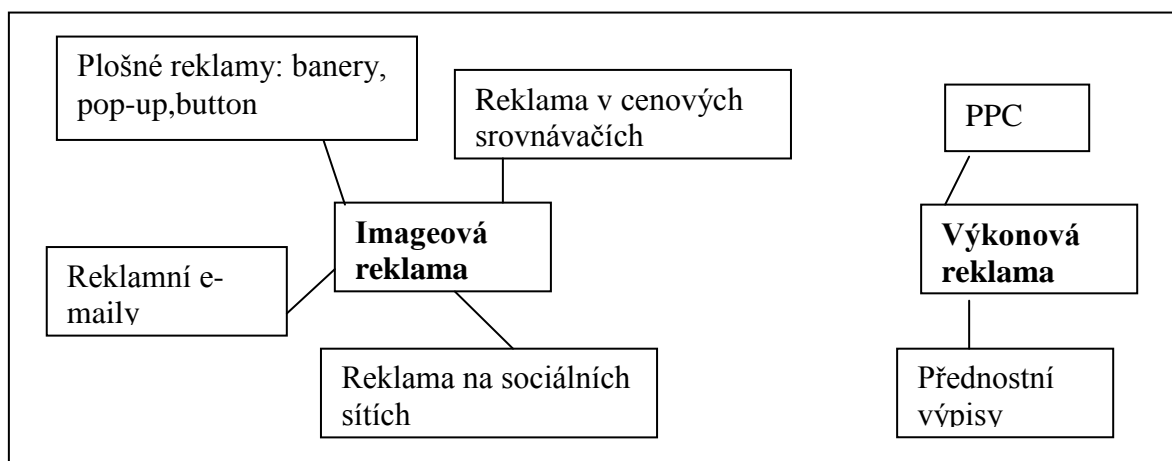 Plošné reklamy: banery,
pop-up,button
Reklama v cenových
srovnávačích
PPC
Imageová
reklama
Výkonová
reklama
Reklamní e-
maily
Reklama na sociálních
sítích
Přednostní
výpisy